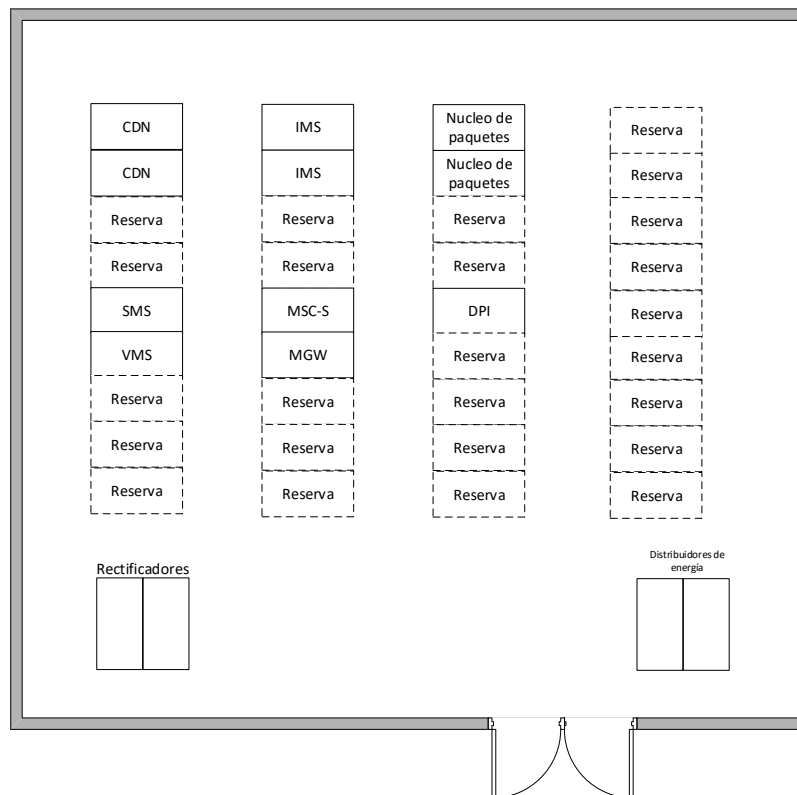 CDN
CDN
Reserva
Reserva
SMS
VMS
Reserva
Reserva
Reserva
IMS
IMS
Reserva
Reserva
MSC-S
MGW
Reserva
Reserva
Reserva
Nucleo de
paquetes
Nucleo de
paquetes
Reserva
Reserva
DPI
Reserva
Reserva
Reserva
Reserva
Reserva
Reserva
Reserva
Reserva
Reserva
Reserva
Reserva
Reserva
Reserva
Rectificadores
Distribuidores de
energía